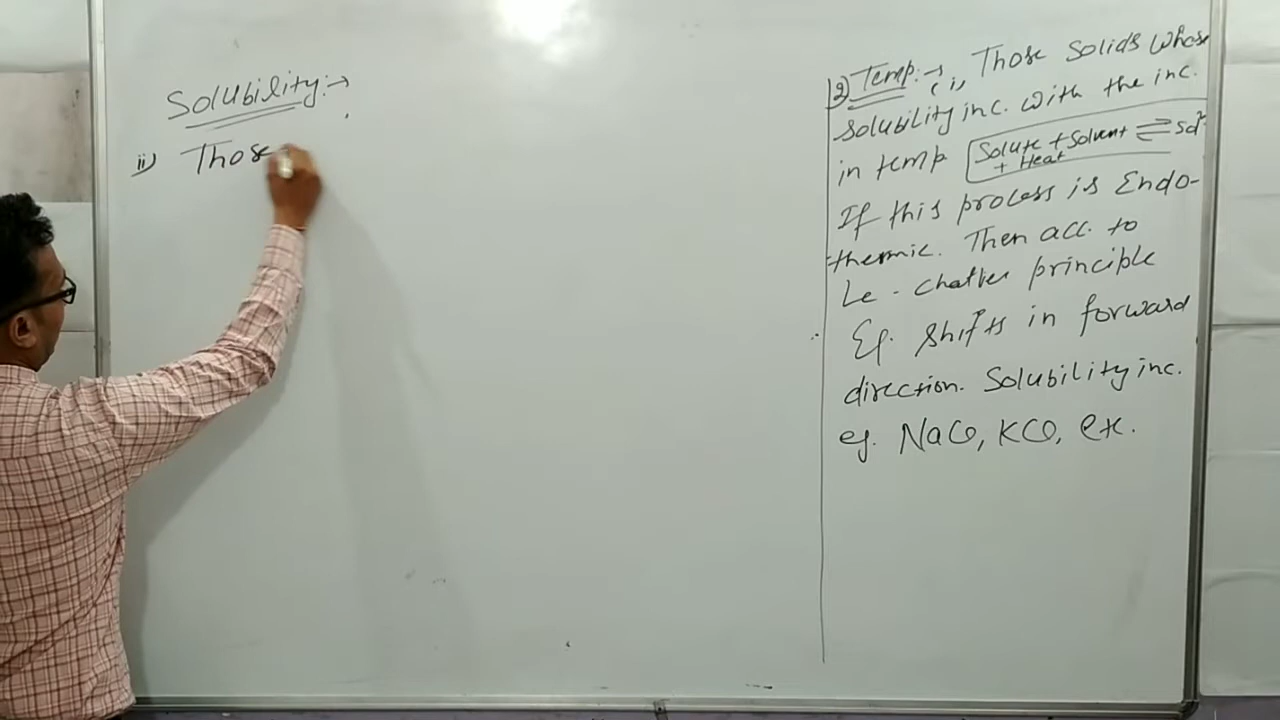 Solubility:→
ii) Those
2) Temp:→ (i) Those Solids whose
solubility inc. with the inc.
in temp Solute + Solvent ⇌ Sol
+ Heat
If this process is Endo-
thermic. Then acc. to
Le - chatlier principle
Eq. shifts in forward
direction. Solubility inc.
eg. NaCl, KCl, etc.